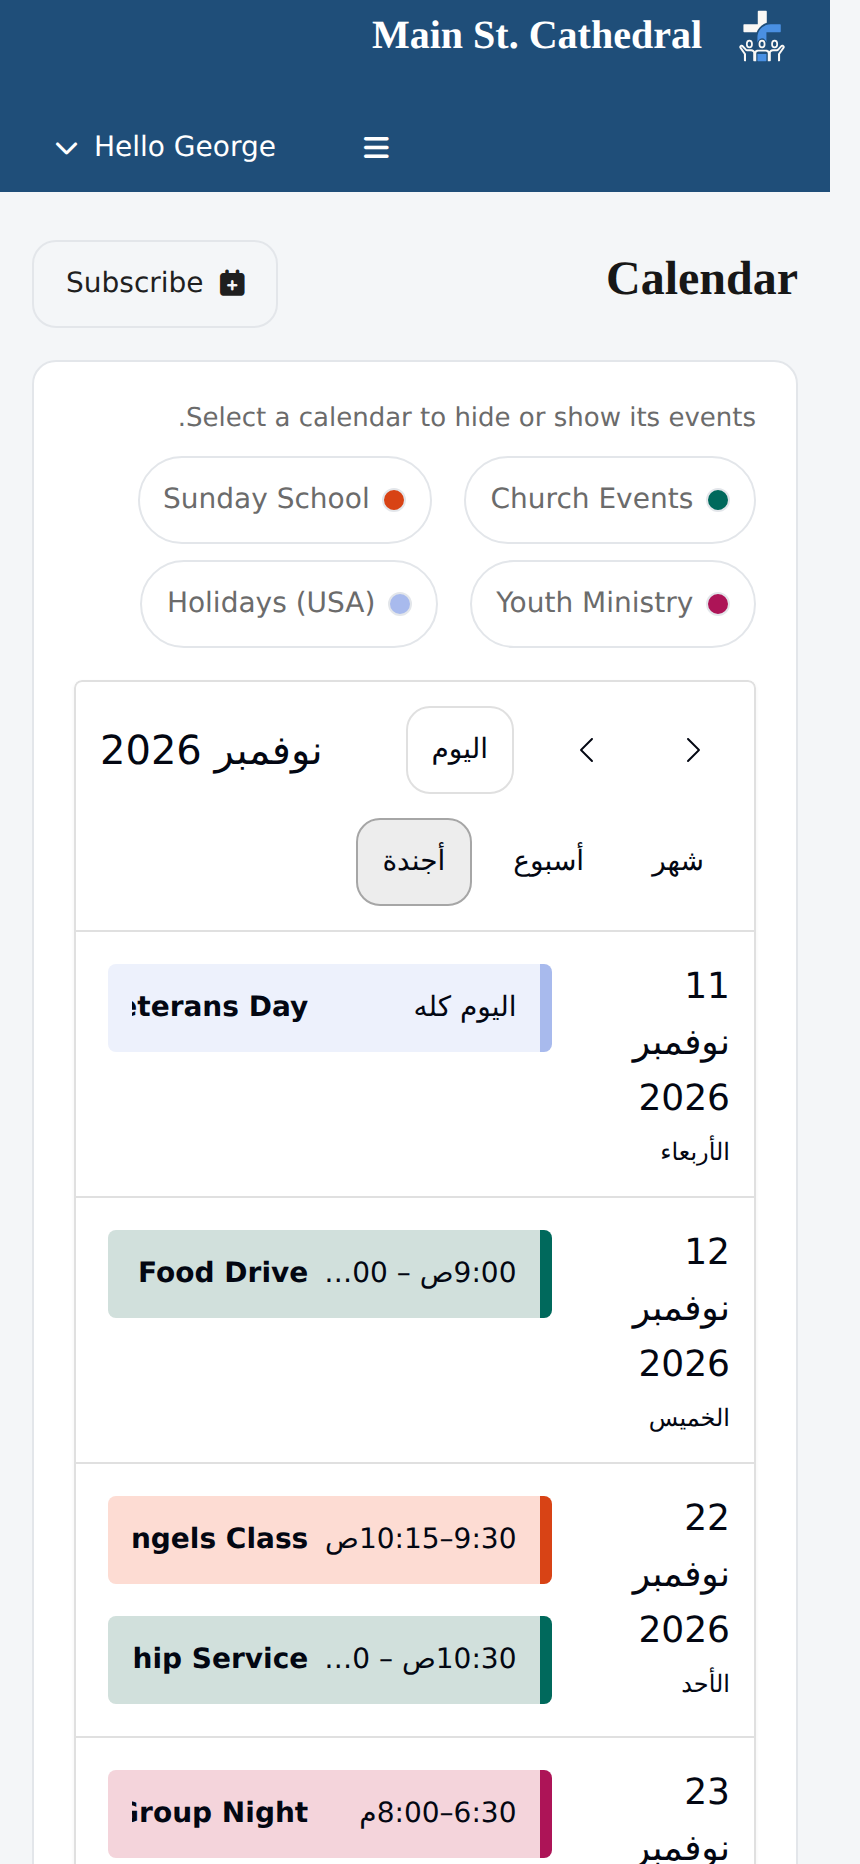 Main St. Cathedral
Hello George
Calendar
Subscribe
.Select a calendar to hide or show its events
Church Events
Sunday School
Youth Ministry
Holidays (USA)
اليوم
نوفمبر 2026
شهر
أسبوع
أجندة
11
نوفمبر
2026
الأربعاء
اليوم كله
eterans Day
12
نوفمبر
2026
الخميس
9:00ص – 00...
Food Drive
22
نوفمبر
2026
الأحد
9:30–10:15ص
ngels Class
10:30ص – 0...
hip Service
23
نوفمبر
6:30–8:00م
Group Night